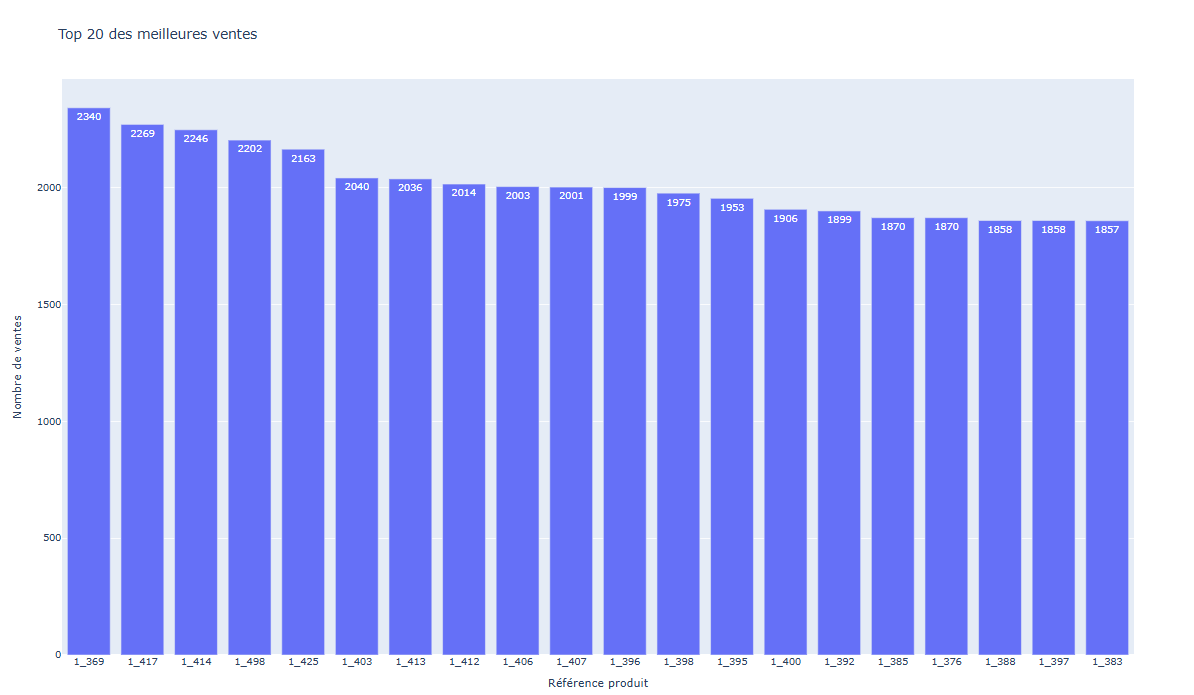 Top 20 des meilleures ventes
2340 2269 2246 2202 2163 2040 2036 2014 2003 2001 1999 1975 1953 1906 1899 1870 1870 1858 1858 1857
2000
1500
1000
500
0
Nombre de ventes
1_369 1_417 1_414 1_498 1_425 1_403 1_413 1_412 1_406 1_407 1_396 1_398 1_395 1_400 1_392 1_385 1_376 1_388 1_397 1_383
Référence produit